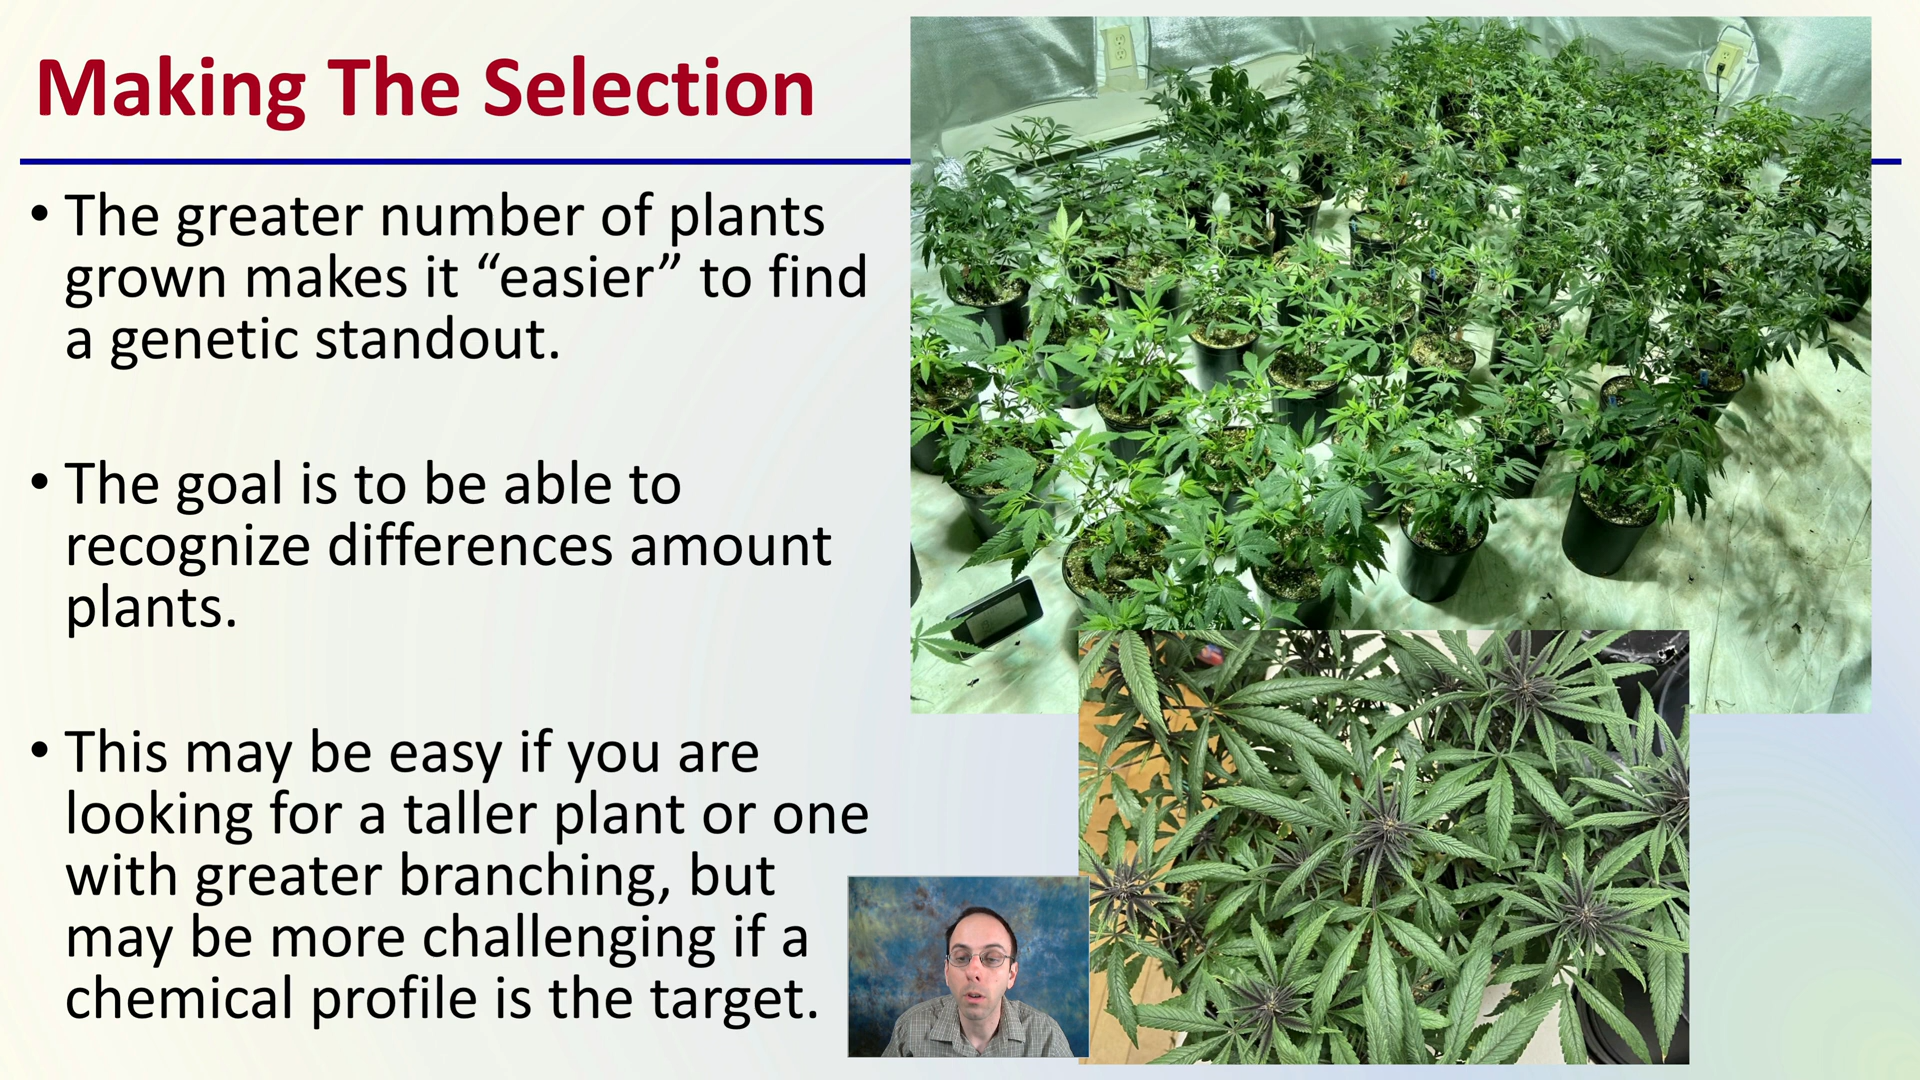 Making The Selection
• The greater number of plants
grown makes it “easier” to find
a genetic standout.
• The goal is to be able to
recognize differences amount
plants.
• This may be easy if you are
looking for a taller plant or one
with greater branching, but
may be more challenging if a
chemical profile is the target.